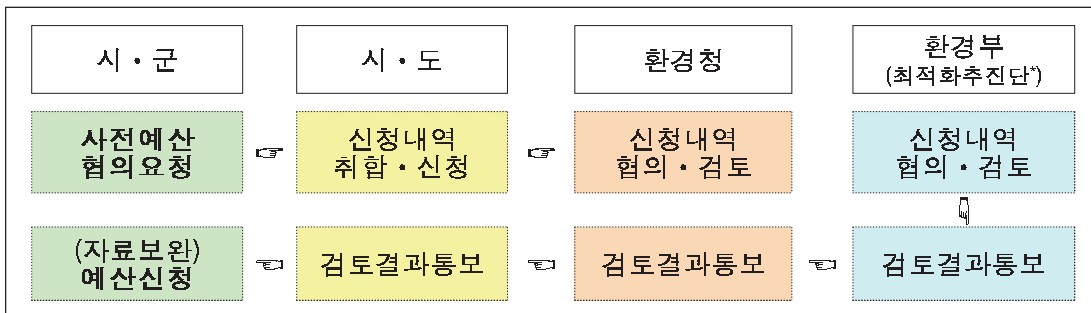 시・군
시・도
환경청
환경부
(최적화추진단*)
사전예산
협의요청
☞
신청내역
취합・신청
☞
신청내역
협의・검토
신청내역
협의・검토
☟
(자료보완)
예산신청
☜
검토결과통보
☜
검토결과통보
☜
검토결과통보